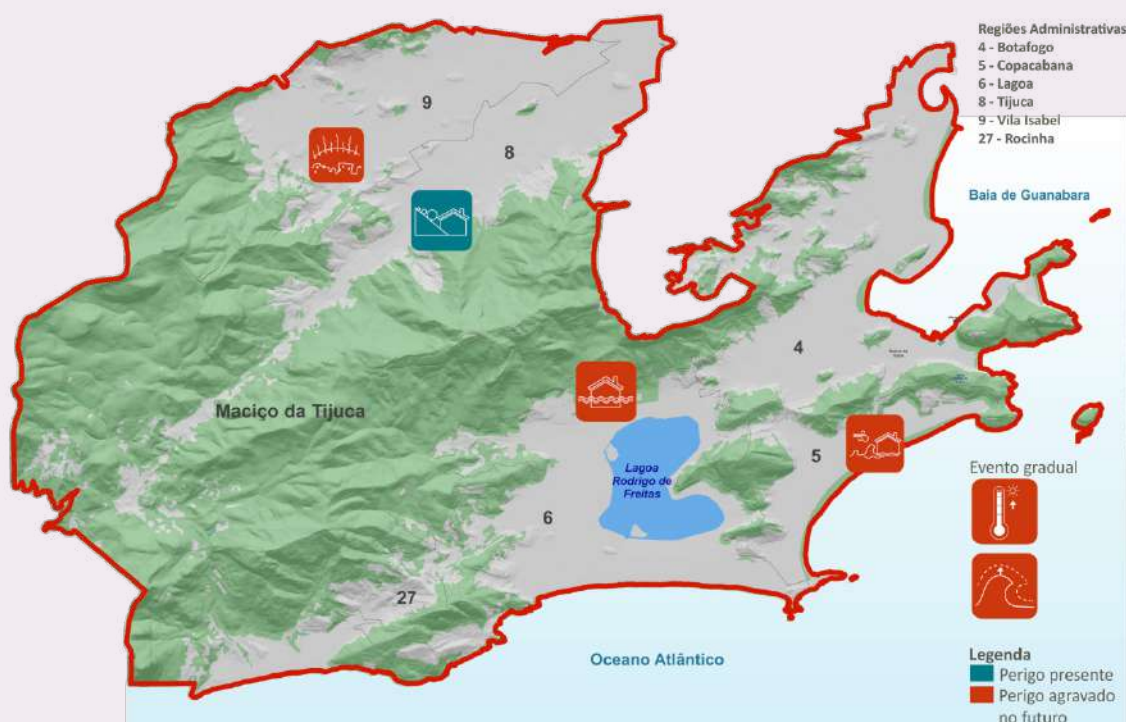 Regiões Administrativas
4 - Botafogo
5 - Copacabana
6 - Lagoa
8 - Tijuca
9 - Vila Isabel
27 - Rocinha
9
8
Baia de Guanabara
4
Maciço da Tijuca
5
Lagoa
Rodrigo de
Freitas
6
27
Oceano Atlântico
Evento gradual
Legenda
Perigo presente
Perigo agravado
no futuro